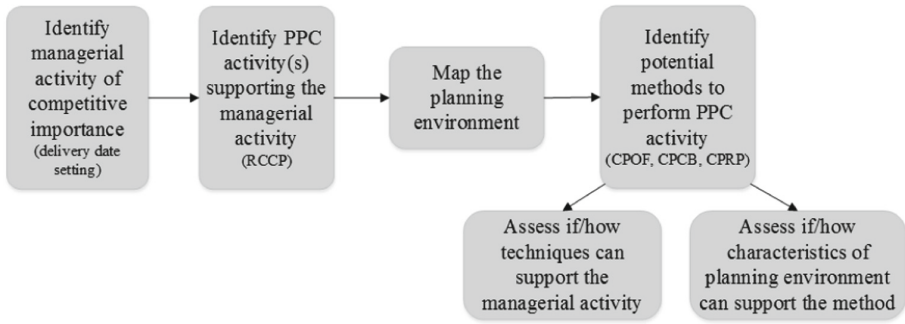 Identify
managerial
activity of
competitive
importance
(delivery date
setting)
Identify PPC
activity(s)
supporting the
managerial
activity
(RCCP)
Map the
planning
environment
Identify
potential
methods to
perform PPC
activity
(CPOF, CPCB, CPRP)
Assess if/how
techniques can
support the
managerial activity
Assess if/how
characteristics of
planning environment
can support the method